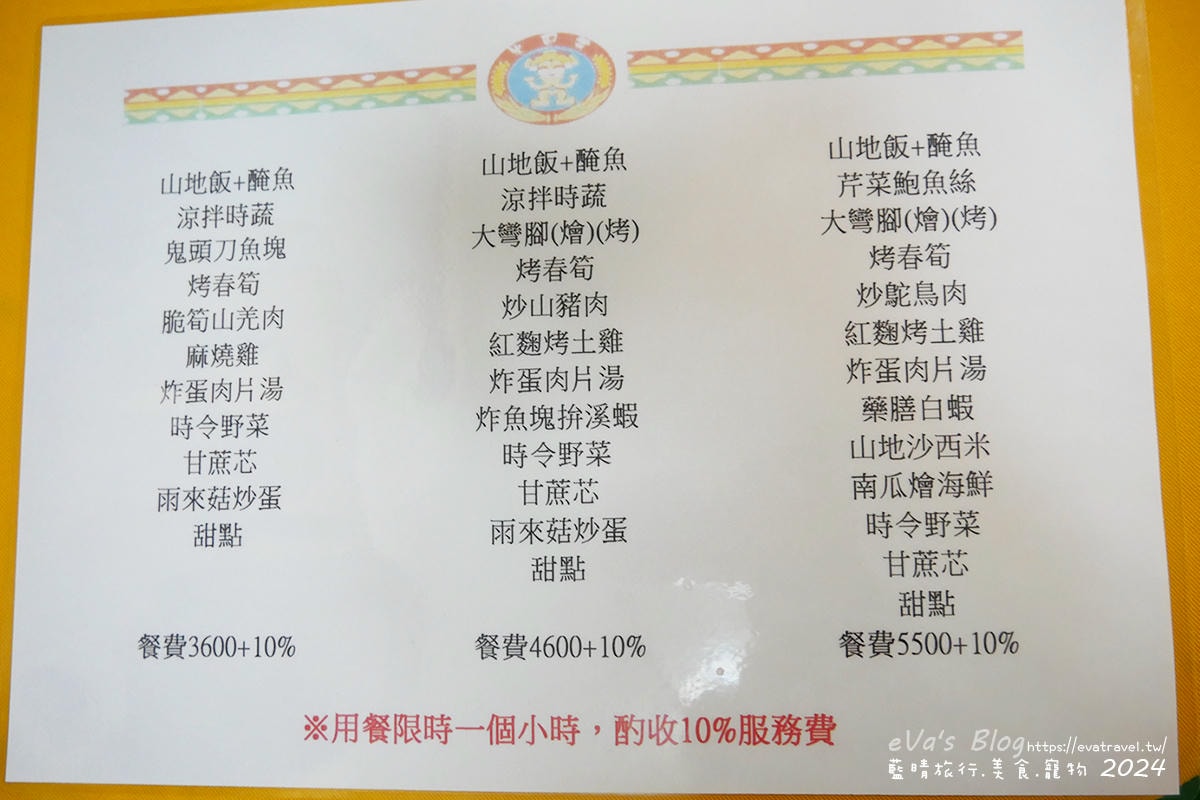 山地飯+醃魚
涼拌時蔬
鬼頭刀魚塊
烤春筍
脆筍山羌肉
麻燒雞
炸蛋肉片湯
時令野菜
甘蔗芯
雨來菇炒蛋
甜點
餐費3600+10%
山地飯+醃魚
涼拌時蔬
大彎腳(燴)(烤)
烤春筍
炒山豬肉
紅麴烤土雞
炸蛋肉片湯
炸魚塊拚溪蝦
時令野菜
甘蔗芯
雨來菇炒蛋
甜點
餐費4600+10%
山地飯+醃魚
芹菜鮑魚絲
大彎腳(燴)(烤)
烤春筍
炒鴕鳥肉
紅麴烤土雞
炸蛋肉片湯
藥膳白蝦
山地沙西米
南瓜燴海鮮
時令野菜
甘蔗芯
甜點
餐費5500+10%
※用餐限時一個小時，酌收10%服務費
eVa's Blog https://evatravel.tw/
藍晴旅行.美食.寵物 2024